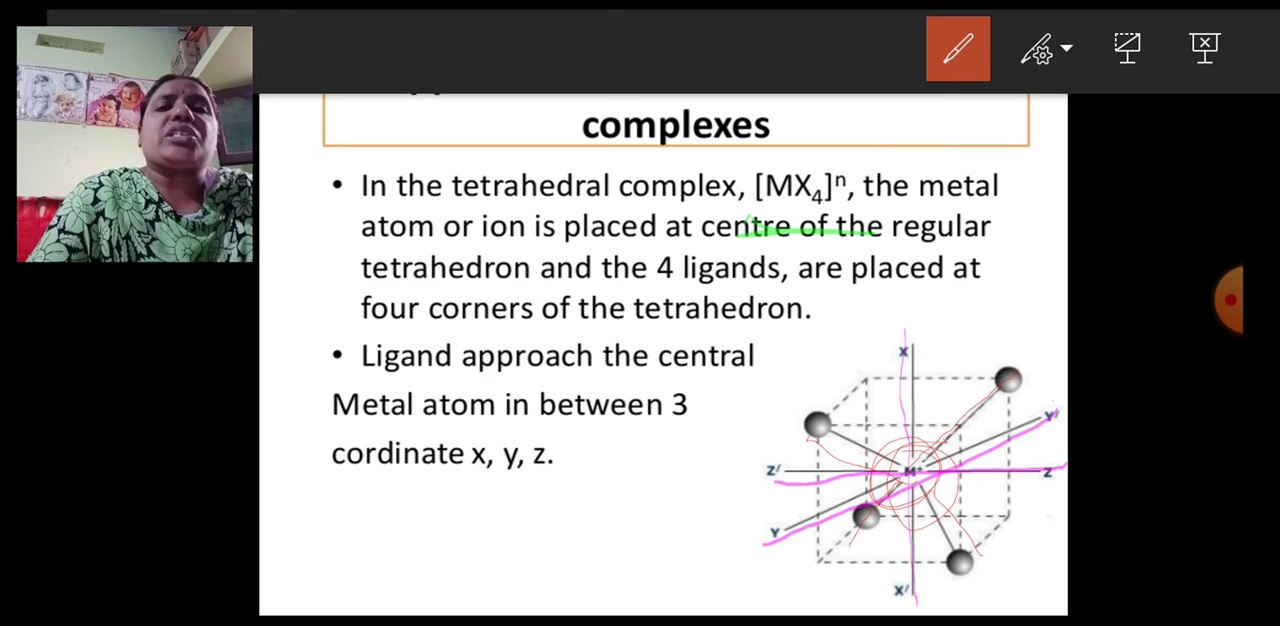 complexes
• In the tetrahedral complex, [MX₄]ⁿ, the metal
atom or ion is placed at centre of the regular
tetrahedron and the 4 ligands, are placed at
four corners of the tetrahedron.
• Ligand approach the central
Metal atom in between 3
cordinate x, y, z.
X
Y/
Z/
M+
Z
Y
X/